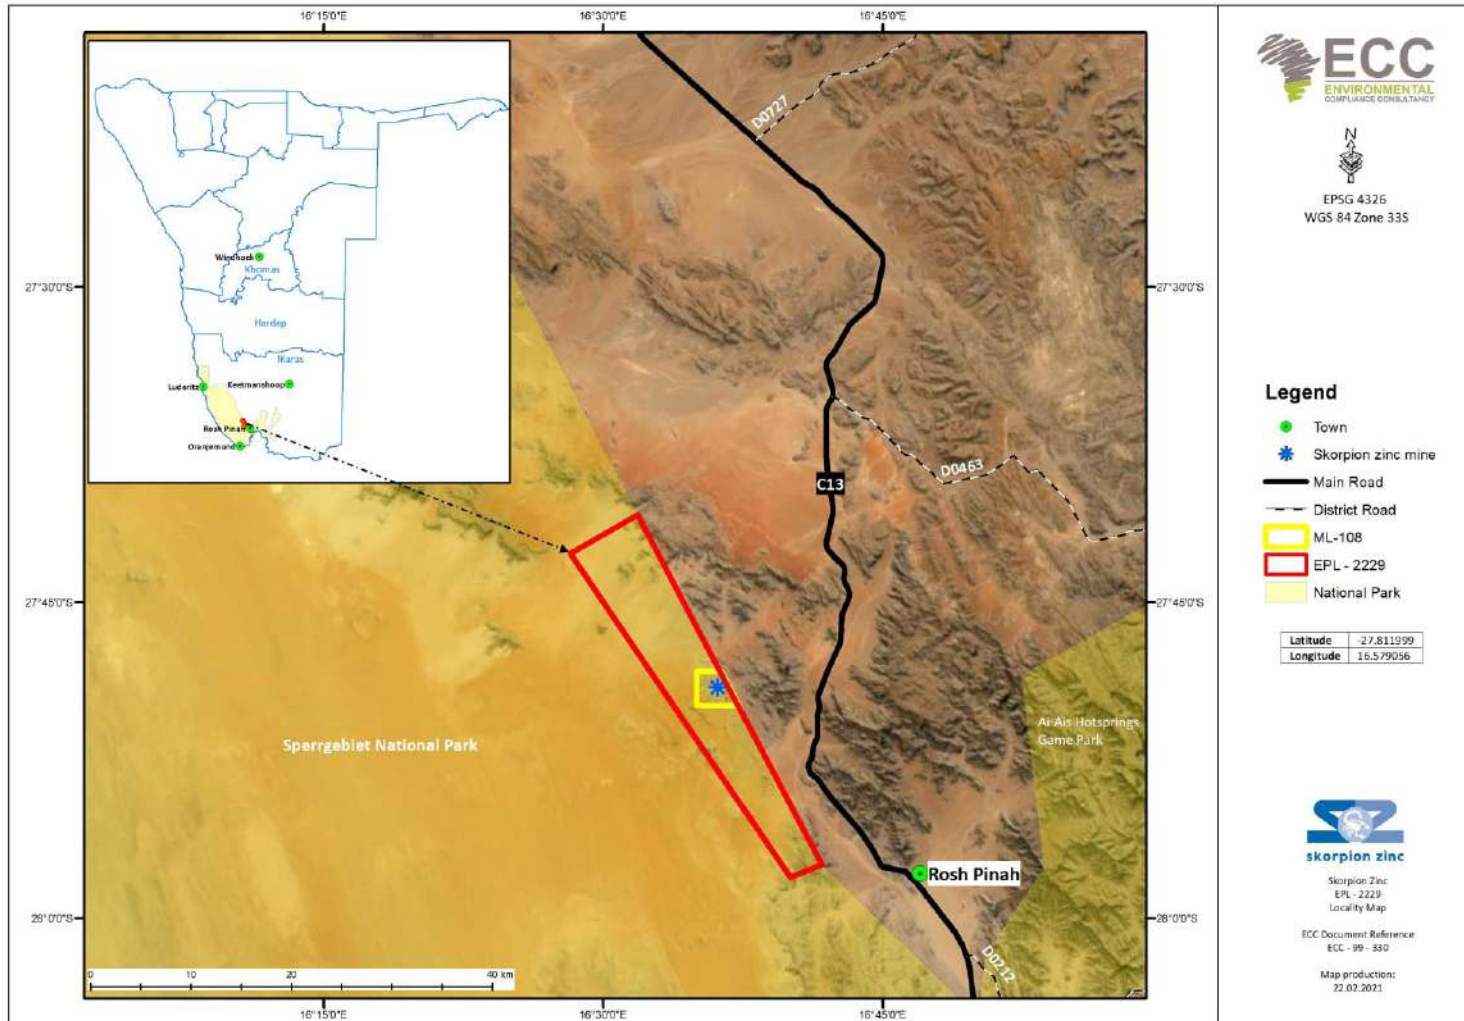 16°15'0"E
16°30'0"E
16°45'0"E
27°30'0"S
27°30'0"S
27°45'0"S
27°45'0"S
28°0'0"S
28°0'0"S
16°15'0"E
16°30'0"E
16°45'0"E
Windhoek
Khomas
Hardap
IKaras
Luderitz
Keetmanshoop
Rosh Pinah
Oranjemund
D0727
D0463
C13
Sperrgebiet National Park
Ai-Ais Hotsprings
Game Park
Rosh Pinah
D0212
0 10 20 40 km
ECC
ENVIRONMENTAL
COMPLIANCE CONSULTANCY
N
EPSG 4326
WGS 84 Zone 33S
Legend
Town
Skorpion zinc mine
Main Road
District Road
ML-108
EPL - 2229
National Park
Latitude -27.811999
Longitude 16.579056
skorpion zinc
Skorpion Zinc
EPL - 2229
Locality Map
ECC Document Reference
ECC - 99 - 330
Map production:
22.02.2021